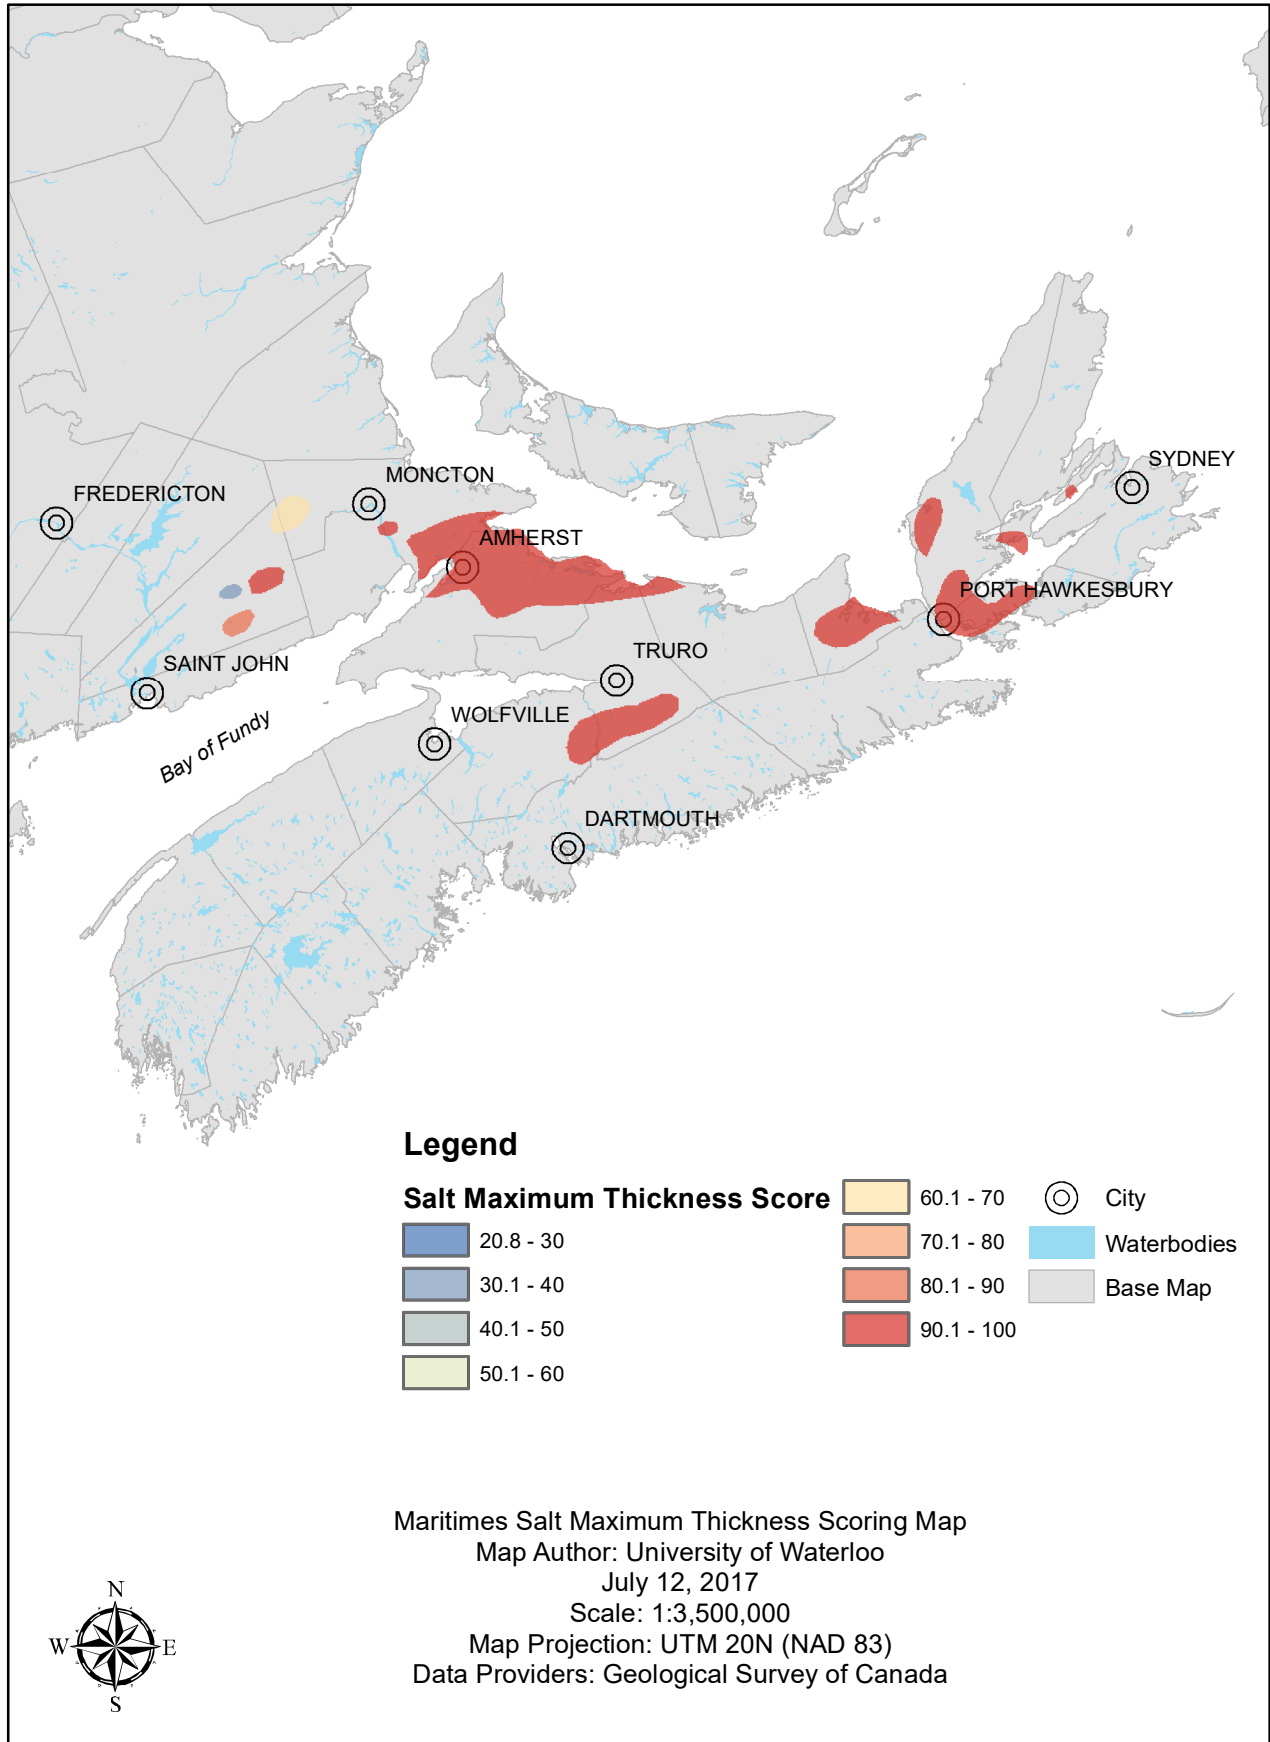 SYDNEY
MONCTON
FREDERICTON
AMHERST
PORT HAWKESBURY
TRURO
SAINT JOHN
WOLFVILLE
Bay of Fundy
DARTMOUTH
Legend
Salt Maximum Thickness Score
20.8 - 30
30.1 - 40
40.1 - 50
50.1 - 60
60.1 - 70
70.1 - 80
80.1 - 90
90.1 - 100
City
Waterbodies
Base Map
Maritimes Salt Maximum Thickness Scoring Map
Map Author: University of Waterloo
July 12, 2017
Scale: 1:3,500,000
Map Projection: UTM 20N (NAD 83)
Data Providers: Geological Survey of Canada
N
W E
S